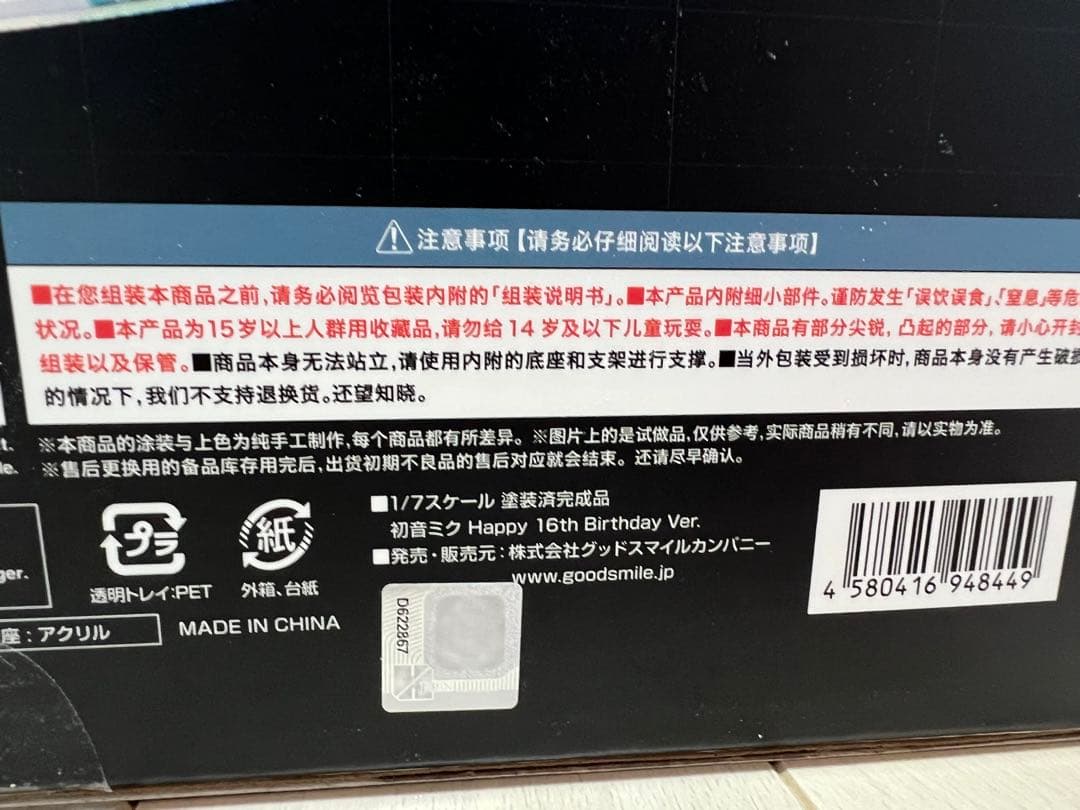 ⚠注意事项【请务必仔细阅读以下注意事项】
■在您组装本商品之前,请务必阅览包装内附的「组装说明书」。■本产品内附细小部件。谨防发生「误饮误食」、「窒息」等危
状况。■本产品为15岁以上人群用收藏品,请勿给14岁及以下儿童玩耍。■本商品有部分尖锐,凸起的部分,请小心开封
组装以及保管。■商品本身无法站立,请使用内附的底座和支架进行支撑。■当外包装受到损坏时,商品本身没有产生破损
的情况下,我们不支持退换货。还望知晓。
※本商品的涂装与上色为纯手工制作,每个商品都有所差异。※图片上的是试做品,仅供参考,实际商品稍有不同,请以实物为准。
※售后更换用的备品库存用完后,出货初期不良品的售后对应就会结束。还请尽早确认。
t.
le.
ger.
プラ
透明トレイ:PET
紙
外箱、台紙
座:アクリル
MADE IN CHINA
■1/7スケール 塗装済完成品
初音ミク Happy 16th Birthday Ver.
■発売・販売元:株式会社グッドスマイルカンパニー
www.goodsmile.jp
D622867
4 580416 948449